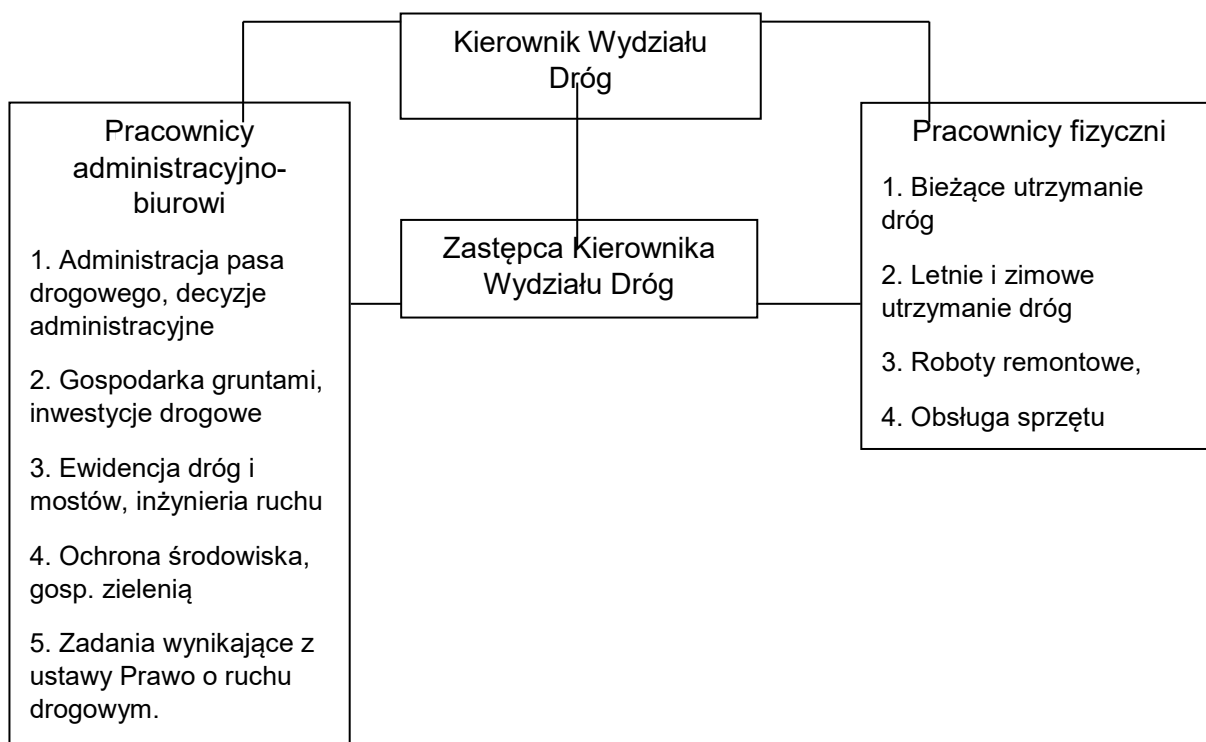 Kierownik Wydziału
Dróg
Pracownicy
administracyjno-
biurowi
1. Administracja pasa
drogowego, decyzje
administracyjne
2. Gospodarka gruntami,
inwestycje drogowe
3. Ewidencja dróg i
mostów, inżynieria ruchu
4. Ochrona środowiska,
gosp. zielenią
5. Zadania wynikające z
ustawy Prawo o ruchu
drogowym.
Zastępca Kierownika
Wydziału Dróg
Pracownicy fizyczni
1. Bieżące utrzymanie
dróg
2. Letnie i zimowe
utrzymanie dróg
3. Roboty remontowe,
4. Obsługa sprzętu